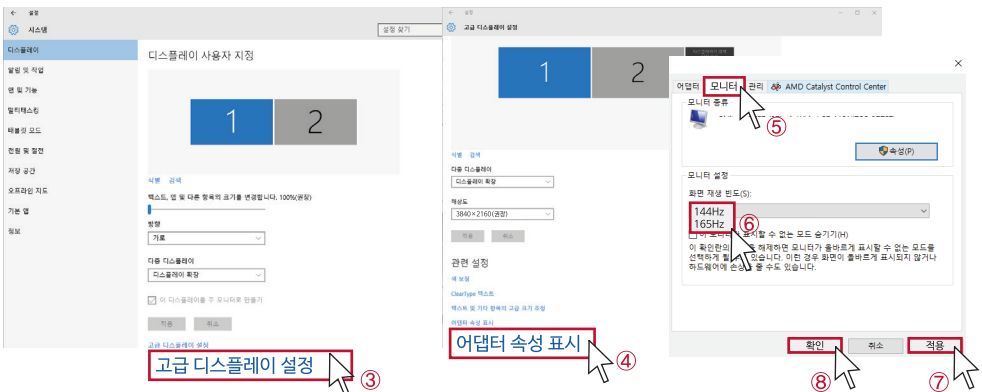 설정
시스템
설정 찾기
디스플레이
알림 및 작업
앱 및 기능
멀티태스킹
태블릿 모드
전원 및 절전
저장 공간
오프라인 지도
기본 앱
정보
디스플레이 사용자 지정
1
2
식별 검색
텍스트, 앱 및 다른 항목의 크기를 변경합니다. 100%(권장)
방향
가로
다중 디스플레이
디스플레이 확장
이 디스플레이를 주 모니터로 만들기
적용 취소
고급 디스플레이 설정
고급 디스플레이 설정
③
설정
고급 디스플레이 설정
1
2
식별 검색
다중 디스플레이
디스플레이 확장
해상도
3840×2160(권장)
적용 취소
관련 설정
색 보정
ClearType 텍스트
텍스트 및 기타 항목의 고급 크기 조정
어댑터 속성 표시
어댑터 속성 표시
④
어댑터 모니터 관리 AMD Catalyst Control Center
⑤
모니터 종류
속성(P)
모니터 설정
화면 재생 빈도(S):
144Hz
165Hz
⑥
이 모니터가 표시할 수 없는 모드 숨기기(H)
이 확인란의 해제하면 모니터가 올바르게 표시할 수 없는 모드를
선택하게 될 수 있습니다. 이런 경우 화면이 올바르게 표시되지 않거나
하드웨어에 손상을 줄 수도 있습니다.
확인 취소 적용
⑧ ⑦